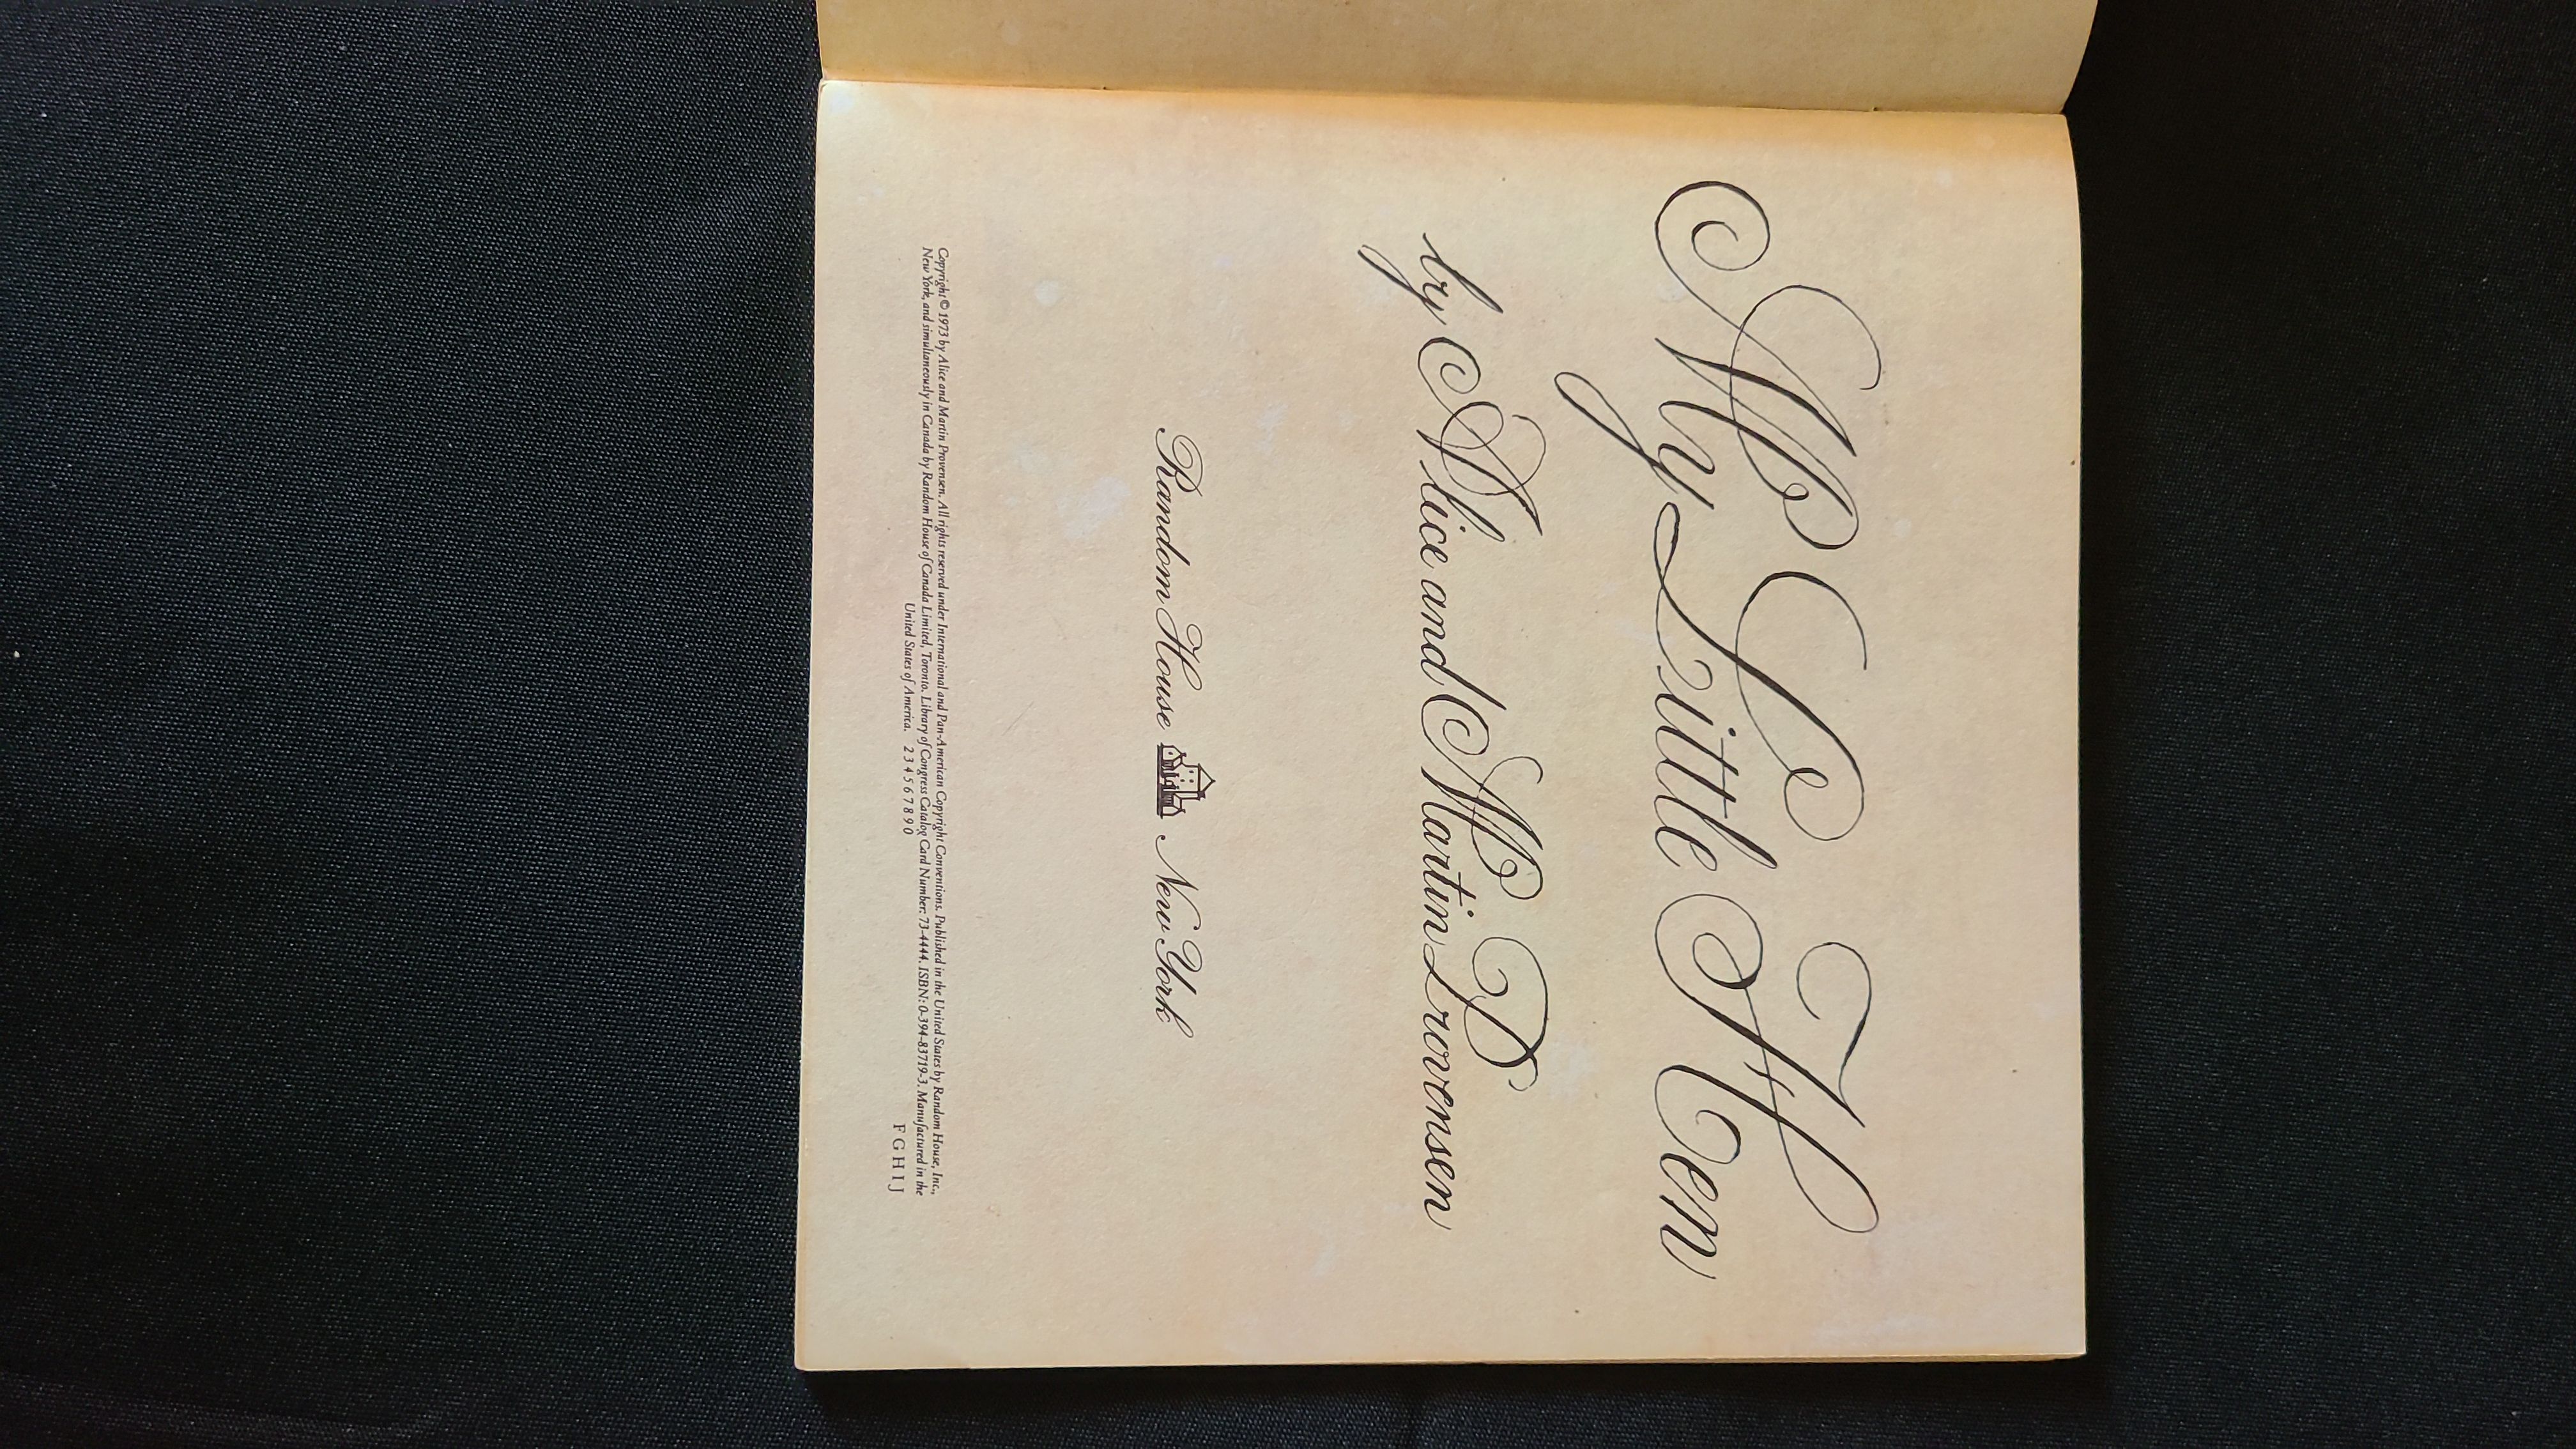 My Little Hen
by Alice and Martin Provensen
Random House New York
Copyright © 1973 by Alice and Martin Provensen. All rights reserved under International and Pan-American Copyright Conventions. Published in the United States by Random House, Inc.,
New York, and simultaneously in Canada by Random House of Canada Limited, Toronto. Library of Congress Catalog Card Number: 73-4444. ISBN: 0-394-83719-3. Manufactured in the
United States of America. 2 3 4 5 6 7 8 9 0
F G H I J